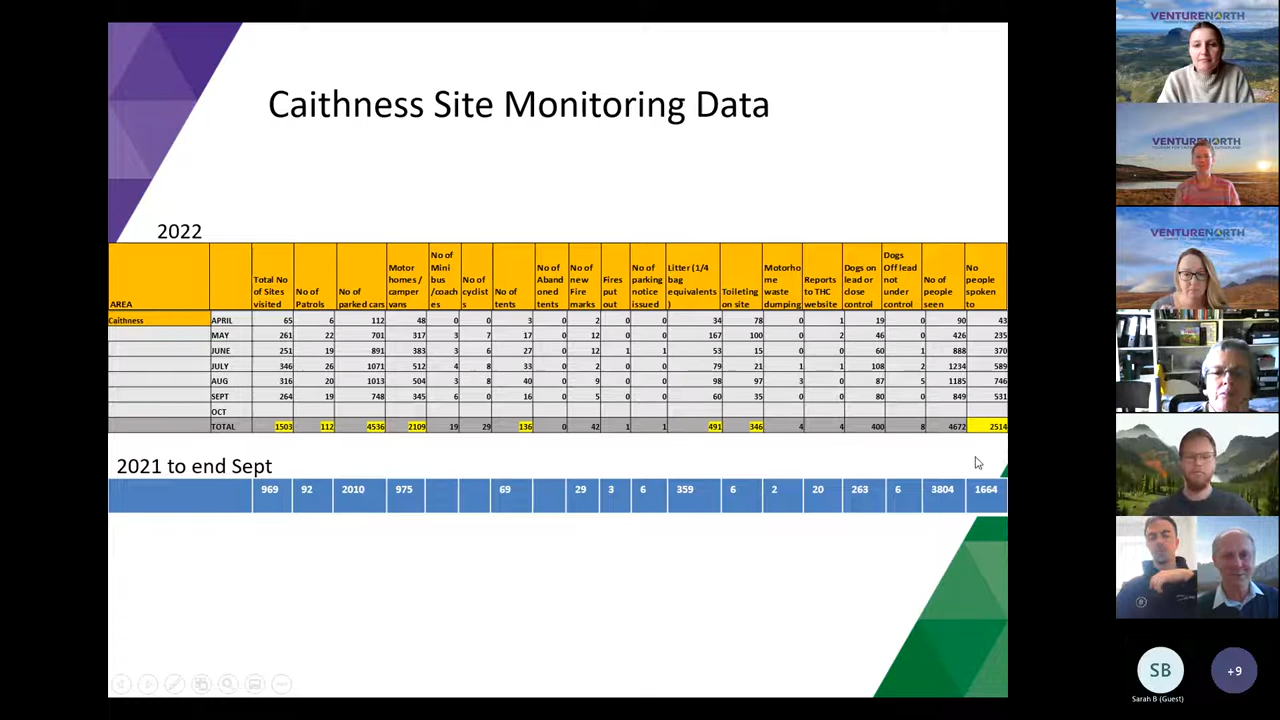 Caithness Site Monitoring Data
2022
AREA Total No of Sites visited No of Patrols No of parked cars Motor homes / camper vans No of Mini bus /coaches No of cyclists No of tents No of Abandoned tents No of new Fire marks Fires put out No of parking notice issued Litter (1/4 bag equivalents) Toileting on site Motorhome waste dumping Reports to THC website Dogs on lead or close control Dogs Off lead not under control No of people seen No people spoken to
Caithness APRIL 65 6 112 48 0 0 3 0 2 0 0 34 78 0 1 19 0 90 43
MAY 261 22 701 317 3 7 17 0 12 0 0 167 100 0 2 46 0 426 235
JUNE 251 19 891 383 3 6 27 0 12 1 1 53 15 0 0 60 1 888 370
JULY 346 26 1071 512 4 8 33 0 2 0 0 79 21 1 1 108 2 1234 589
AUG 316 20 1013 504 3 8 40 0 9 0 0 98 97 3 0 87 5 1185 746
SEPT 264 19 748 345 6 0 16 0 5 0 0 60 35 0 0 80 0 849 531
OCT
TOTAL 1503 112 4536 2109 19 29 136 0 42 1 1 491 346 4 4 400 8 4672 2514
2021 to end Sept
969 92 2010 975 69 29 3 6 359 6 2 20 263 6 3804 1664
VENTURENORTH
VENTURENORTH
VENTURENORTH
SB
+9
Sarah B (Guest)